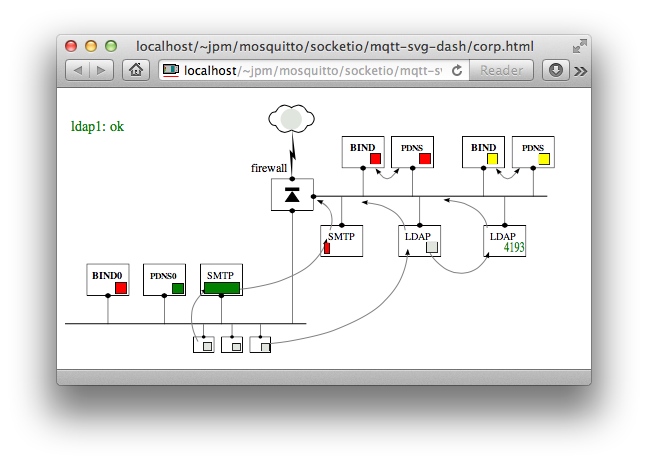 localhost/~jpm/mosquitto/socketio/mqtt-svg-dash/corp.html
localhost/~jpm/mosquitto/socketio/mqtt-sv
Reader
ldap1: ok
firewall
BIND
PDNS
BIND
PDNS
SMTP
LDAP
LDAP
4193
BIND0
PDNS0
SMTP